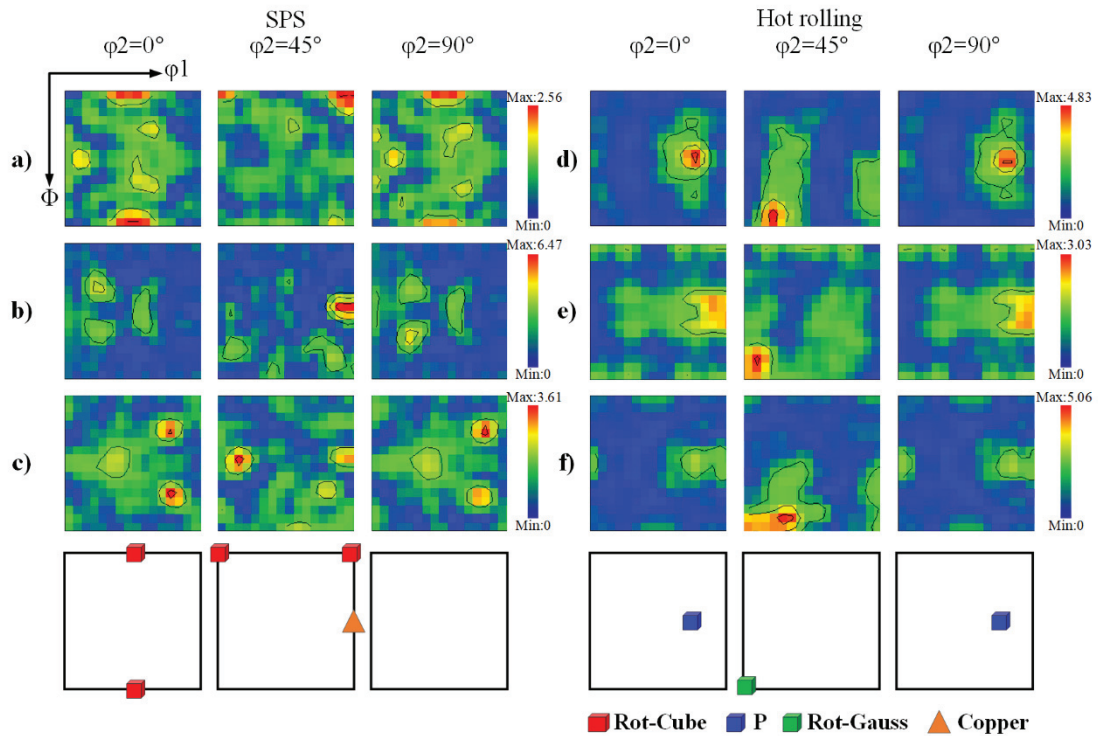 SPS Hot rolling
φ2=0° φ2=45° φ2=90° φ2=0° φ2=45° φ2=90°
φ1
Φ
a) Max:2.56 Min:0 d) Max:4.83 Min:0
b) Max:6.47 Min:0 e) Max:3.03 Min:0
c) Max:3.61 Min:0 f) Max:5.06 Min:0
Rot-Cube P Rot-Gauss Copper